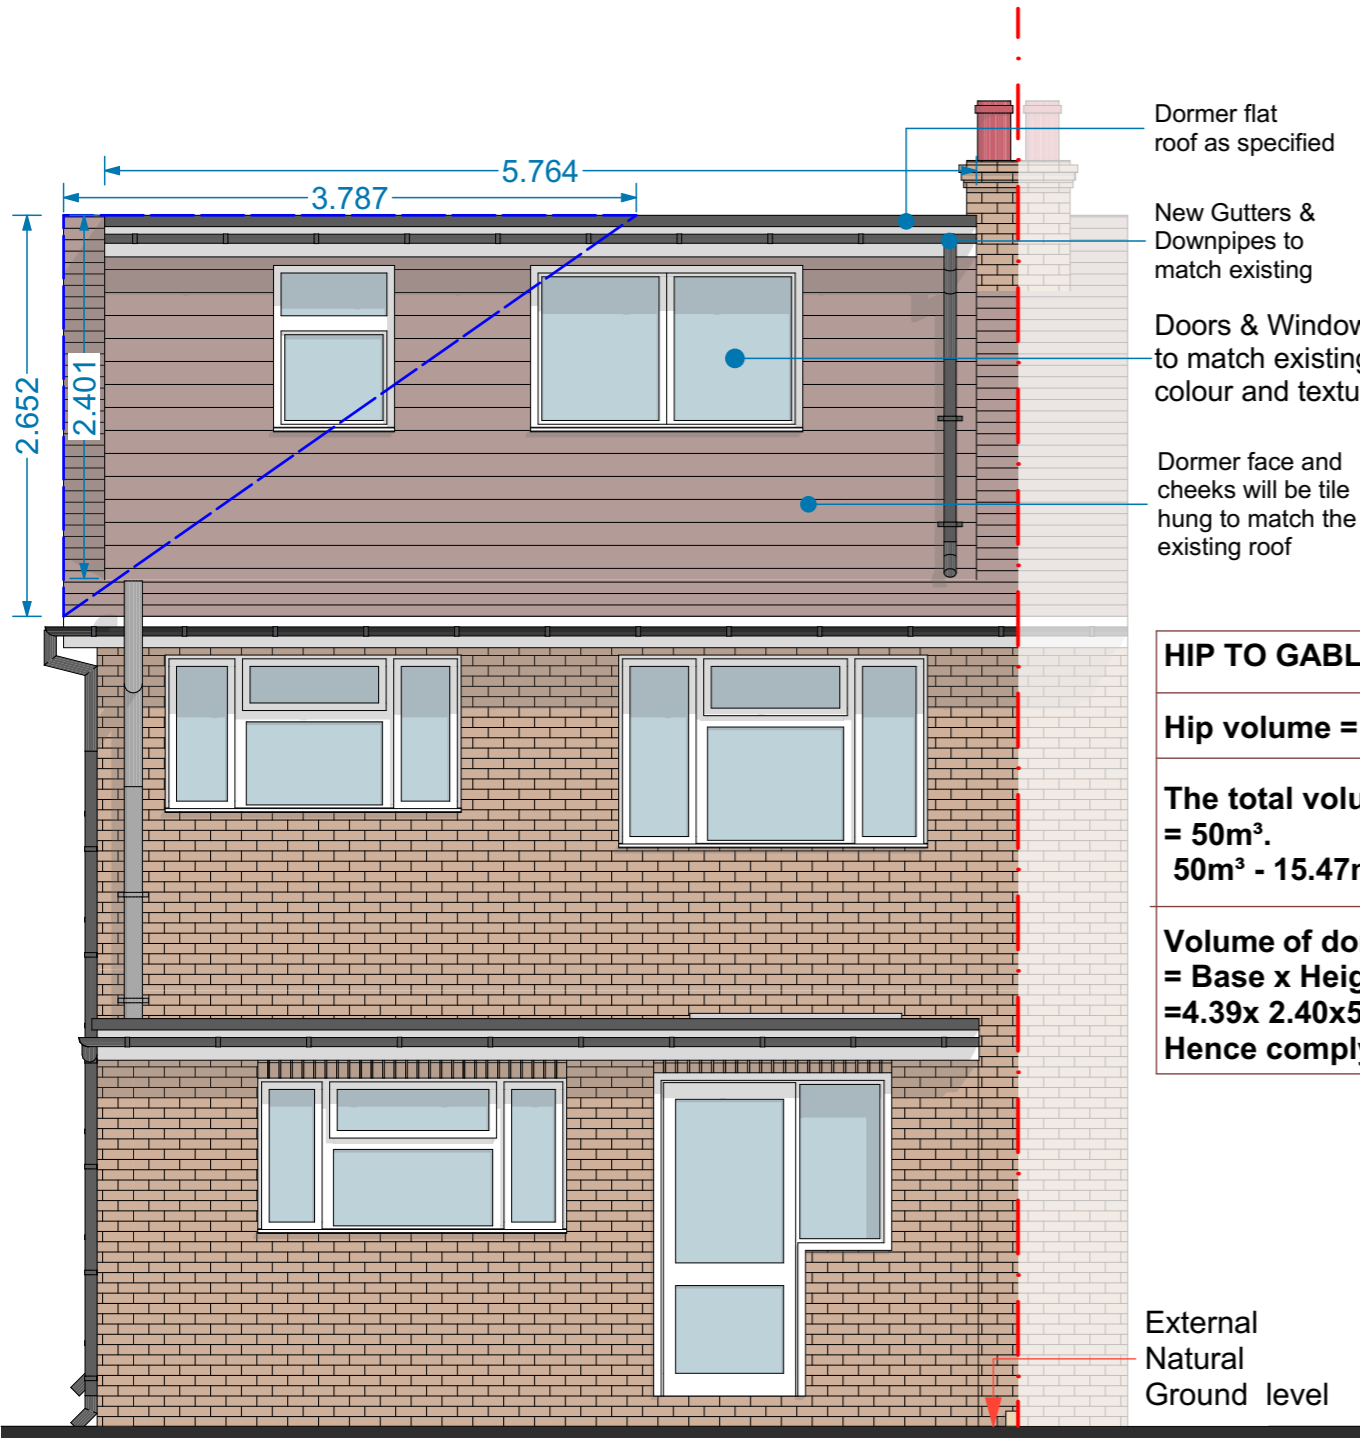 5.764
3.787
2.652
2.401
Dormer flat
roof as specified
New Gutters &
Downpipes to
match existing
Doors & Window
to match existing
colour and textu
Dormer face and
cheeks will be tile
hung to match the
existing roof
HIP TO GABL
Hip volume =
The total volu
= 50m³.
50m³ - 15.47m
Volume of do
= Base x Heig
=4.39x 2.40x5
Hence comply
External
Natural
Ground level